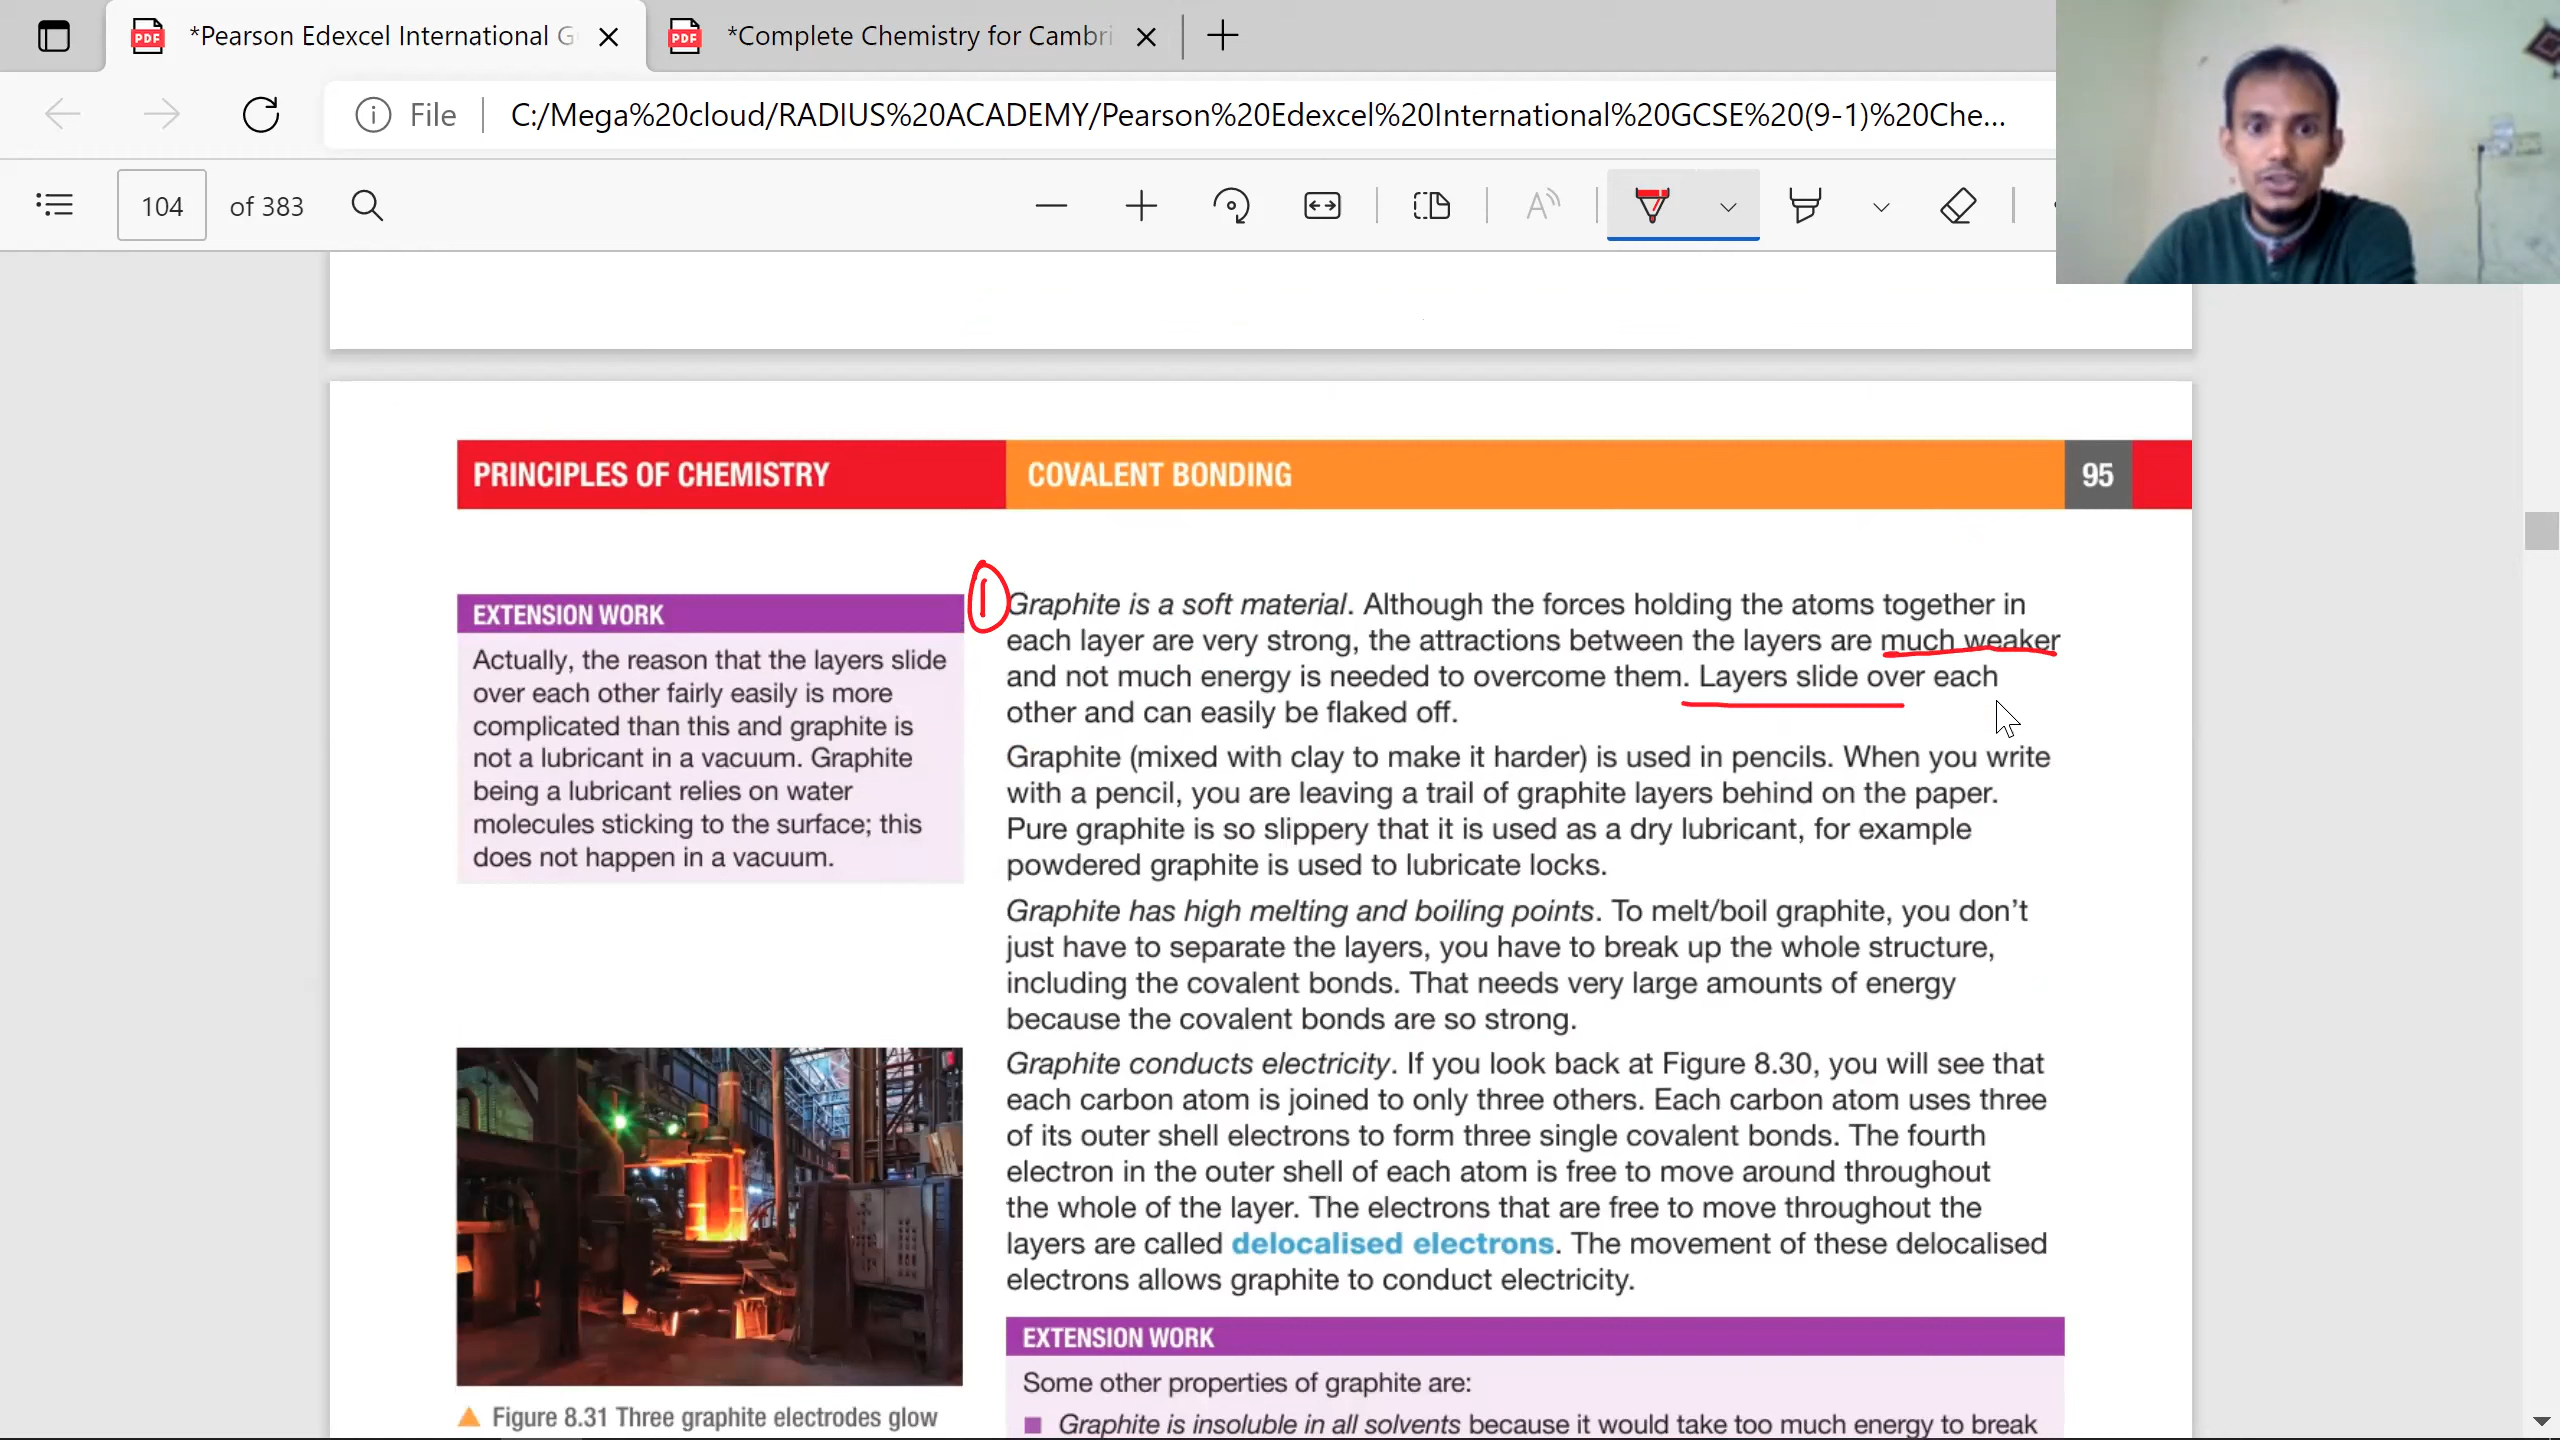 *Pearson Edexcel International G
*Complete Chemistry for Cambri
File
C:/Mega%20cloud/RADIUS%20ACADEMY/Pearson%20Edexcel%20International%20GCSE%20(9-1)%20Che...
104 of 383
PRINCIPLES OF CHEMISTRY
COVALENT BONDING
95
EXTENSION WORK
Actually, the reason that the layers slide
over each other fairly easily is more
complicated than this and graphite is
not a lubricant in a vacuum. Graphite
being a lubricant relies on water
molecules sticking to the surface; this
does not happen in a vacuum.
1
Graphite is a soft material. Although the forces holding the atoms together in
each layer are very strong, the attractions between the layers are much weaker
and not much energy is needed to overcome them. Layers slide over each
other and can easily be flaked off.
Graphite (mixed with clay to make it harder) is used in pencils. When you write
with a pencil, you are leaving a trail of graphite layers behind on the paper.
Pure graphite is so slippery that it is used as a dry lubricant, for example
powdered graphite is used to lubricate locks.
Graphite has high melting and boiling points. To melt/boil graphite, you don't
just have to separate the layers, you have to break up the whole structure,
including the covalent bonds. That needs very large amounts of energy
because the covalent bonds are so strong.
Graphite conducts electricity. If you look back at Figure 8.30, you will see that
each carbon atom is joined to only three others. Each carbon atom uses three
of its outer shell electrons to form three single covalent bonds. The fourth
electron in the outer shell of each atom is free to move around throughout
the whole of the layer. The electrons that are free to move throughout the
layers are called delocalised electrons. The movement of these delocalised
electrons allows graphite to conduct electricity.
Figure 8.31 Three graphite electrodes glow
EXTENSION WORK
Some other properties of graphite are:
Graphite is insoluble in all solvents because it would take too much energy to break